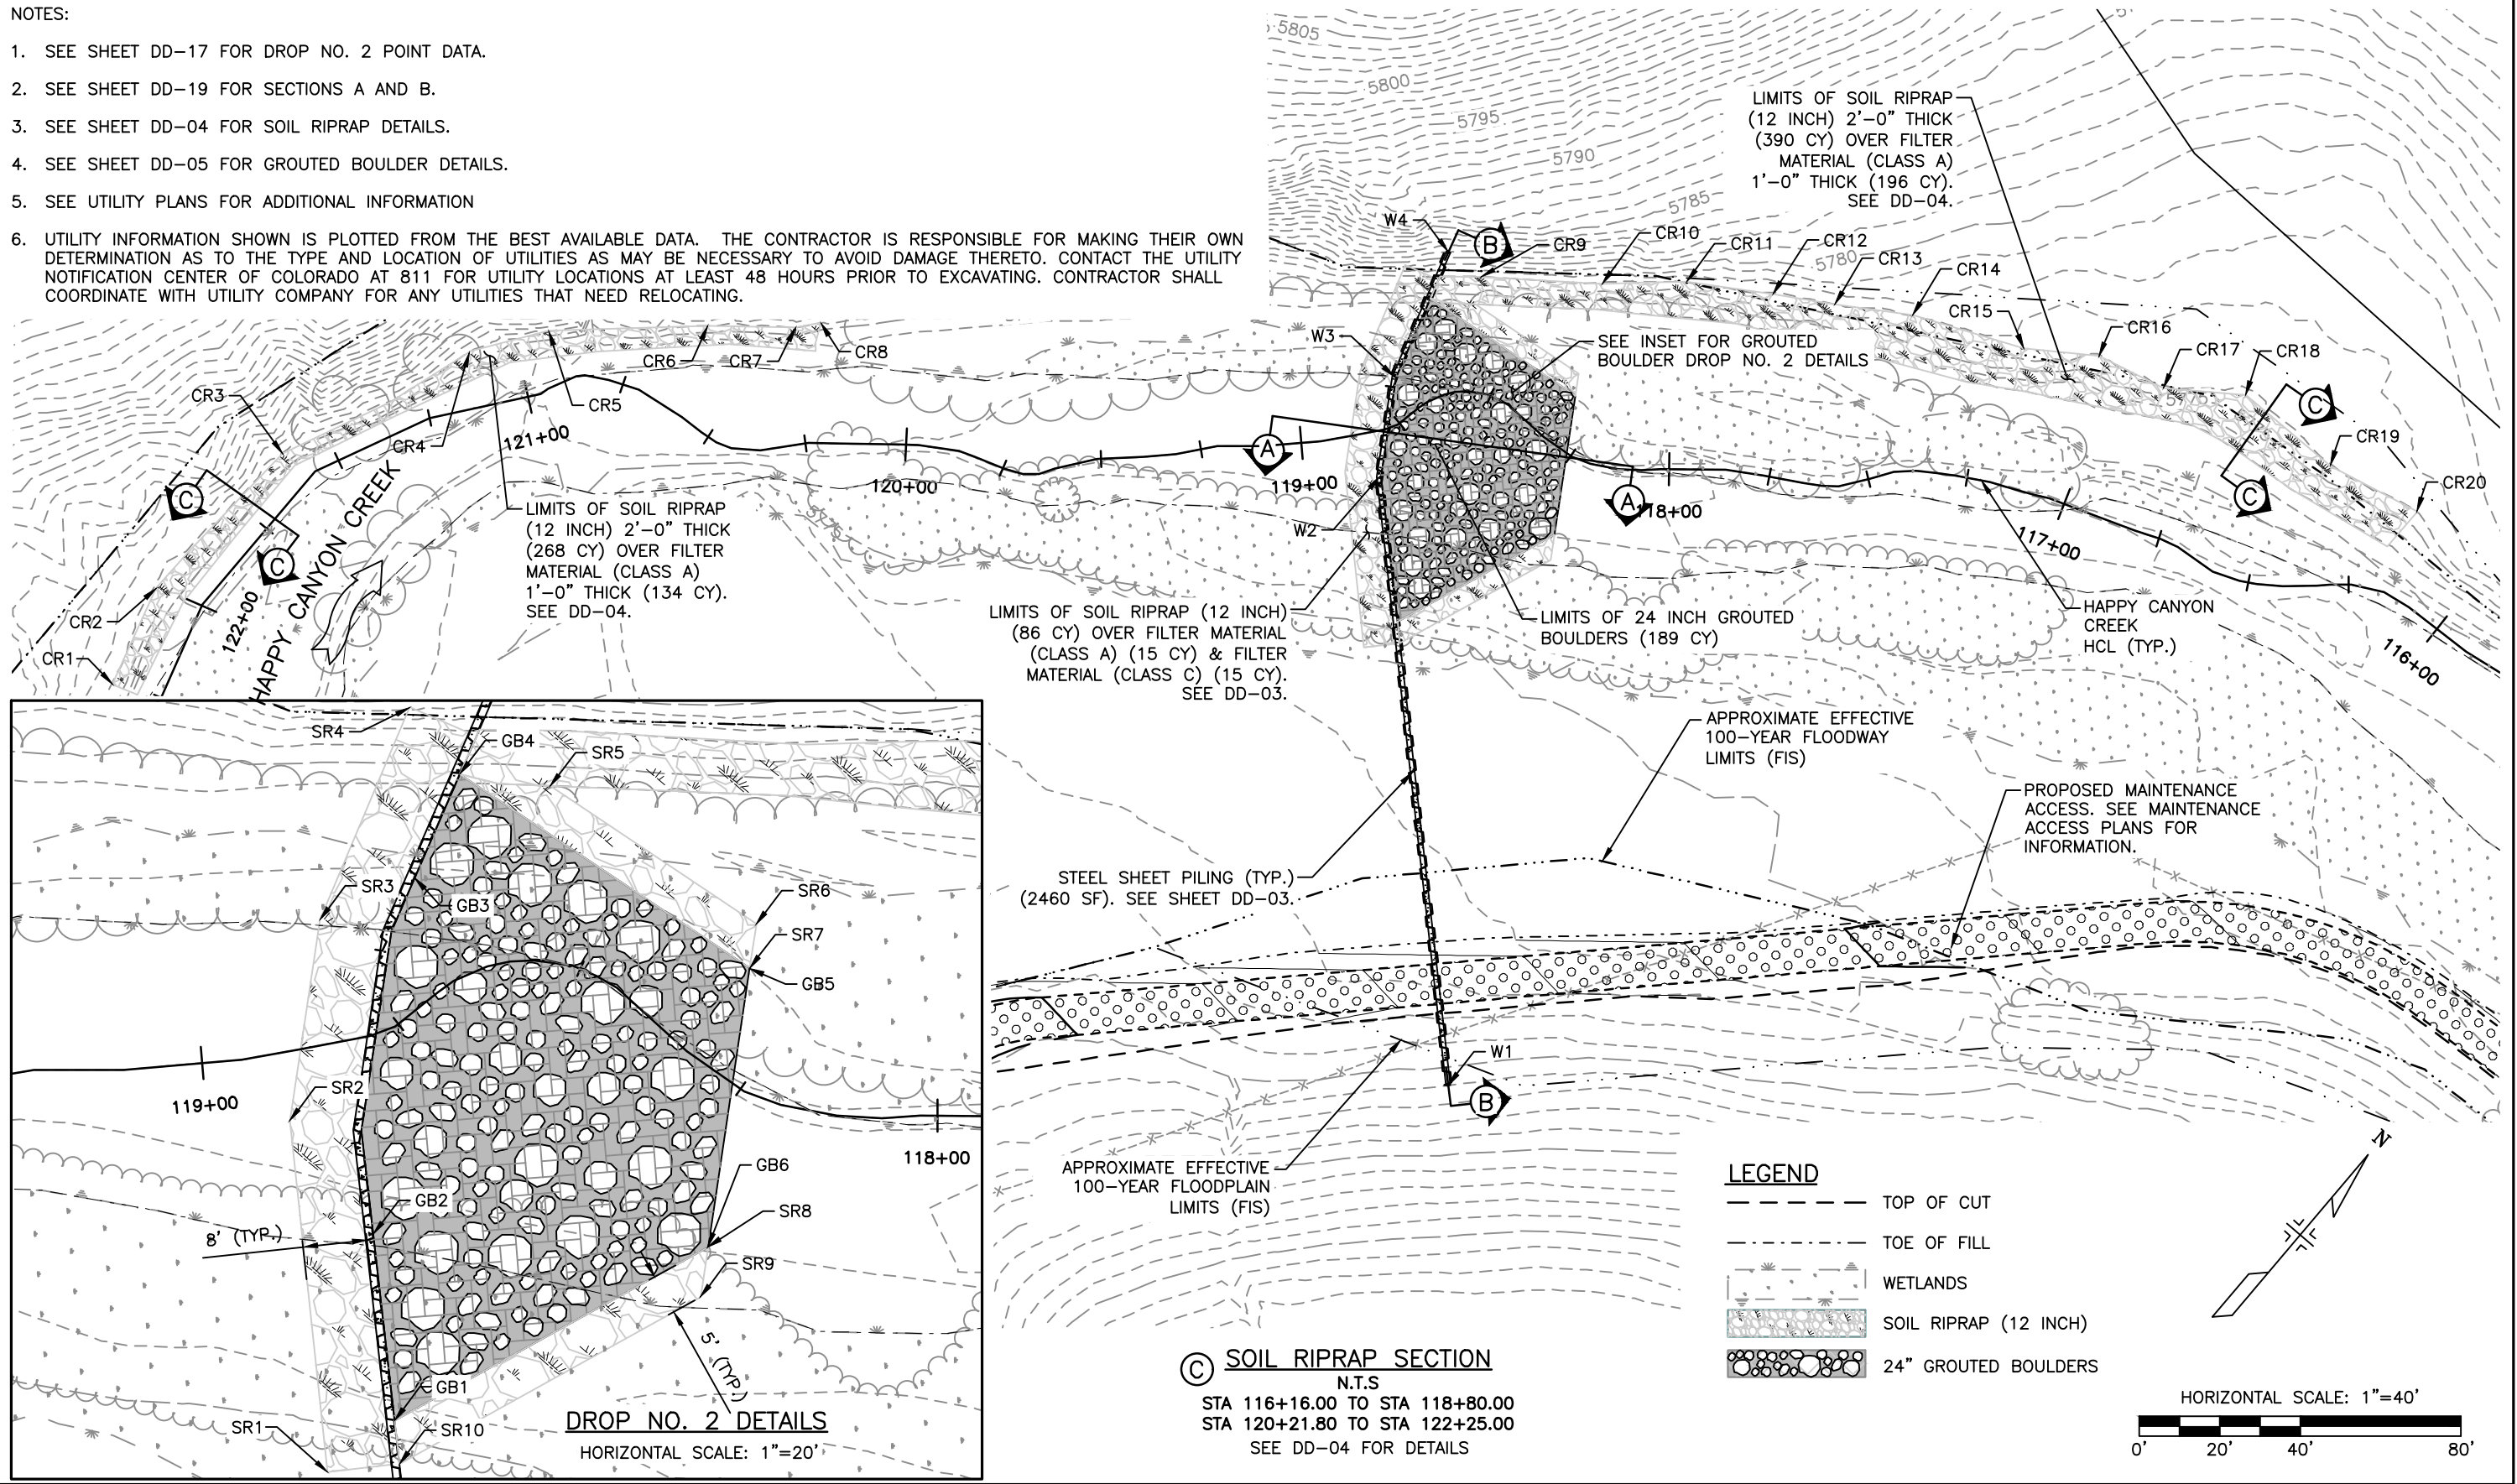 NOTES:
1. SEE SHEET DD-17 FOR DROP NO. 2 POINT DATA.
2. SEE SHEET DD-19 FOR SECTIONS A AND B.
3. SEE SHEET DD-04 FOR SOIL RIPRAP DETAILS.
4. SEE SHEET DD-05 FOR GROUTED BOULDER DETAILS.
5. SEE UTILITY PLANS FOR ADDITIONAL INFORMATION
6. UTILITY INFORMATION SHOWN IS PLOTTED FROM THE BEST AVAILABLE DATA. THE CONTRACTOR IS RESPONSIBLE FOR MAKING THEIR OWN
DETERMINATION AS TO THE TYPE AND LOCATION OF UTILITIES AS MAY BE NECESSARY TO AVOID DAMAGE THERETO. CONTACT THE UTILITY
NOTIFICATION CENTER OF COLORADO AT 811 FOR UTILITY LOCATIONS AT LEAST 48 HOURS PRIOR TO EXCAVATING. CONTRACTOR SHALL
COORDINATE WITH UTILITY COMPANY FOR ANY UTILITIES THAT NEED RELOCATING.
5805
5800
5795
5790
5785
5780
LIMITS OF SOIL RIPRAP
(12 INCH) 2'-0" THICK
(390 CY) OVER FILTER
MATERIAL (CLASS A)
1'-0" THICK (196 CY).
SEE DD-04.
W4
B
CR9
CR10
CR11
CR12
CR13
CR14
CR15
CR16
CR17
CR18
C
CR19
C
CR20
W3
SEE INSET FOR GROUTED
BOULDER DROP NO. 2 DETAILS
CR3
CR4
CR5
CR6
CR7
CR8
C
C
CR2
CR1
122+00
HAPPY CANYON CREEK
121+00
120+00
5775
119+00
118+00
117+00
116+00
A
A
W2
LIMITS OF SOIL RIPRAP
(12 INCH) 2'-0" THICK
(268 CY) OVER FILTER
MATERIAL (CLASS A)
1'-0" THICK (134 CY).
SEE DD-04.
LIMITS OF SOIL RIPRAP (12 INCH)
(86 CY) OVER FILTER MATERIAL
(CLASS A) (15 CY) & FILTER
MATERIAL (CLASS C) (15 CY).
SEE DD-03.
LIMITS OF 24 INCH GROUTED
BOULDERS (189 CY)
HAPPY CANYON
CREEK
HCL (TYP.)
APPROXIMATE EFFECTIVE
100-YEAR FLOODWAY
LIMITS (FIS)
PROPOSED MAINTENANCE
ACCESS. SEE MAINTENANCE
ACCESS PLANS FOR
INFORMATION.
STEEL SHEET PILING (TYP.)
(2460 SF). SEE SHEET DD-03.
W1
B
APPROXIMATE EFFECTIVE
100-YEAR FLOODPLAIN
LIMITS (FIS)
SR4
GB4
SR5
SR3
GB3
SR6
SR7
GB5
SR2
119+00
118+00
GB6
GB2
SR8
8' (TYP.)
SR9
5' (TYP.)
GB1
SR1
SR10
DROP NO. 2 DETAILS
HORIZONTAL SCALE: 1"=20'
C SOIL RIPRAP SECTION
N.T.S
STA 116+16.00 TO STA 118+80.00
STA 120+21.80 TO STA 122+25.00
SEE DD-04 FOR DETAILS
LEGEND
TOP OF CUT
TOE OF FILL
WETLANDS
SOIL RIPRAP (12 INCH)
24" GROUTED BOULDERS
N
HORIZONTAL SCALE: 1"=40'
0' 20' 40' 80'